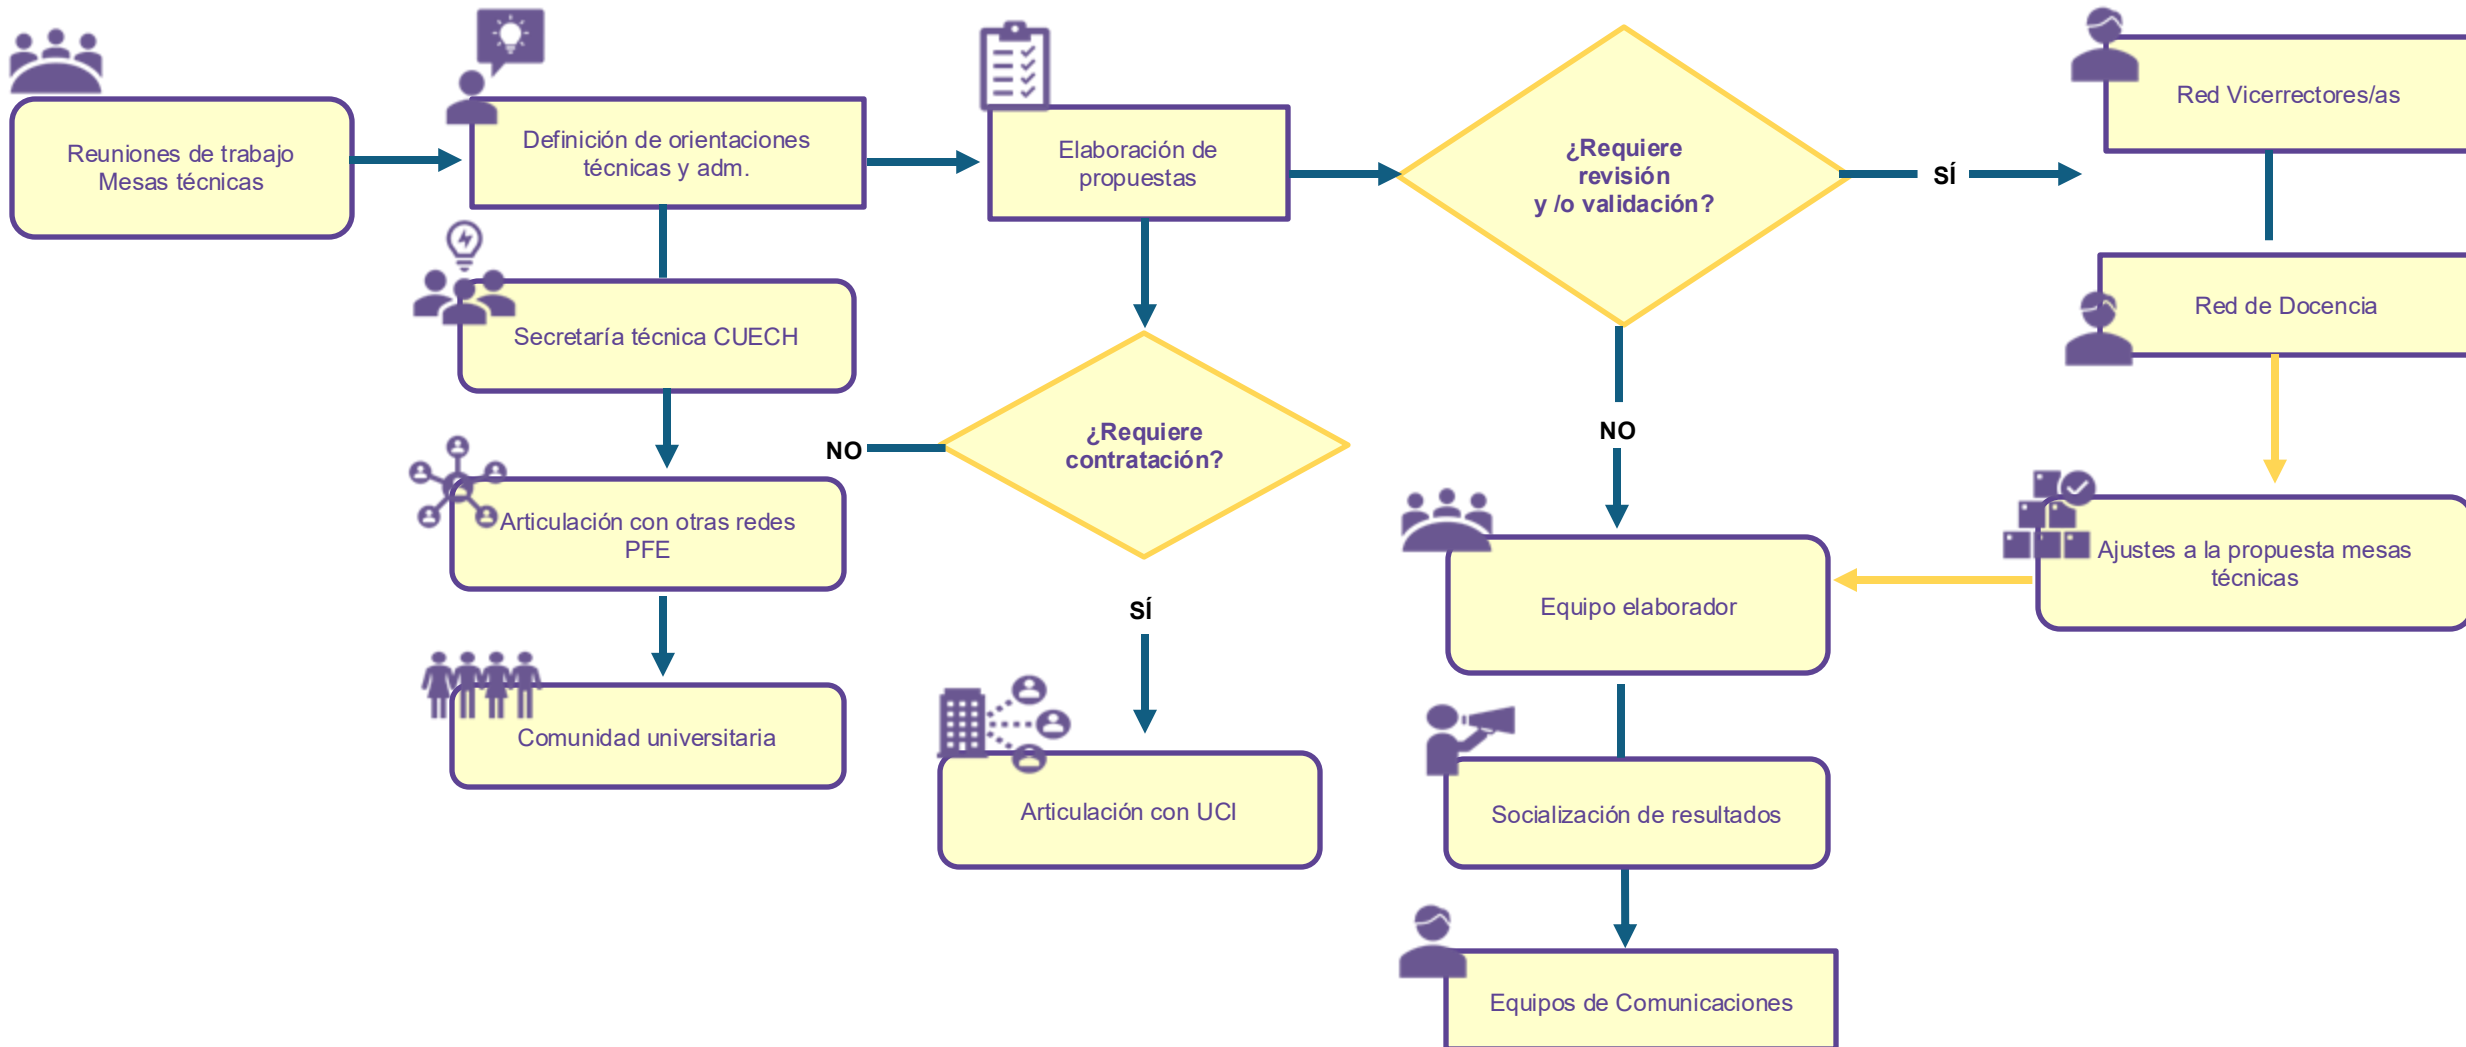 Reuniones de trabajo
Mesas técnicas
Definición de orientaciones
técnicas y adm.
Elaboración de
propuestas
¿Requiere
revisión
y /o validación?
SÍ
Red Vicerrectores/as
Secretaría técnica CUECH
Red de Docencia
¿Requiere
contratación?
NO
NO
Articulación con otras redes
PFE
Ajustes a la propuesta mesas
técnicas
Equipo elaborador
SÍ
Comunidad universitaria
Articulación con UCI
Socialización de resultados
Equipos de Comunicaciones